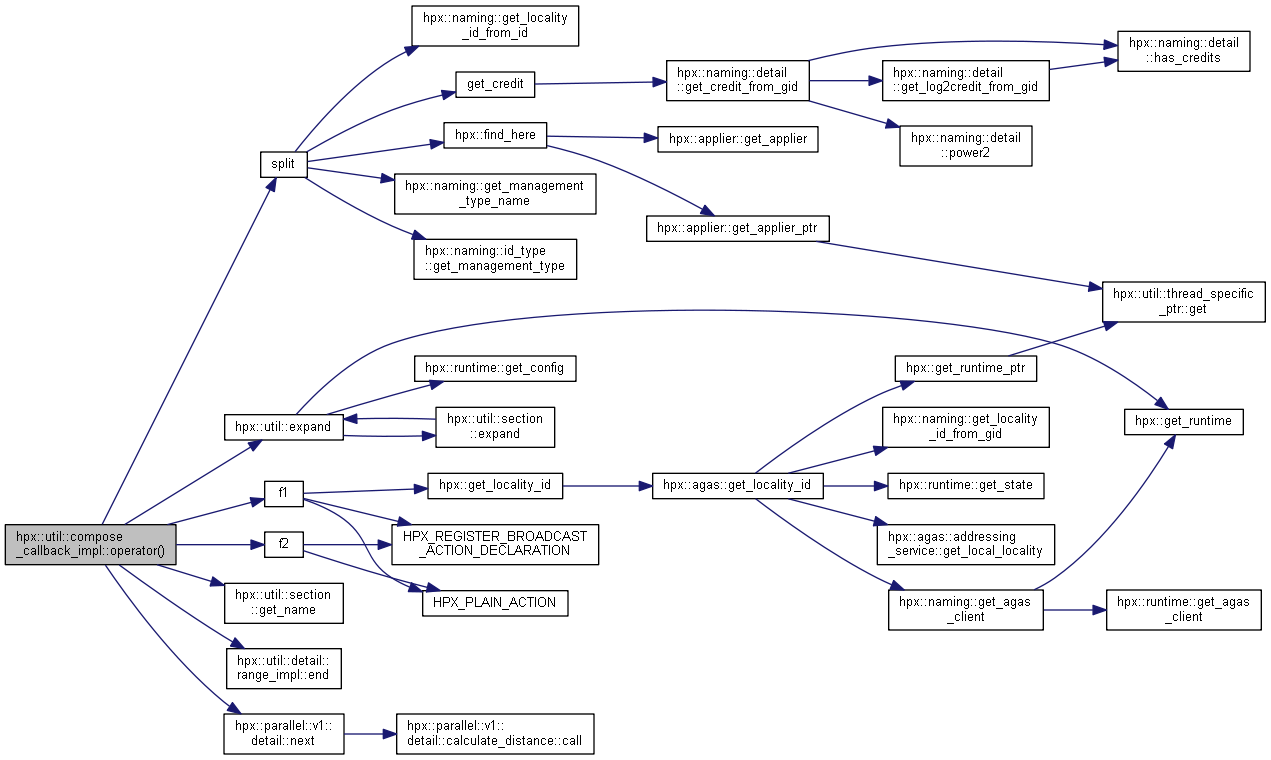 hpx::naming::get_locality
_id_from_id
get_credit
hpx::naming::detail
::get_credit_from_gid
hpx::naming::detail
::get_log2credit_from_gid
hpx::naming::detail
::has_credits
hpx::naming::detail
::power2
split
hpx::find_here
hpx::applier::get_applier
hpx::naming::get_management
_type_name
hpx::applier::get_applier_ptr
hpx::naming::id_type
::get_management_type
hpx::util::thread_specific
_ptr::get
hpx::runtime::get_config
hpx::get_runtime_ptr
hpx::util::expand
hpx::util::section
::expand
hpx::naming::get_locality
_id_from_gid
hpx::get_runtime
f1
hpx::get_locality_id
hpx::agas::get_locality_id
hpx::runtime::get_state
hpx::util::compose
_callback_impl::operator()
f2
HPX_REGISTER_BROADCAST
_ACTION_DECLARATION
hpx::agas::addressing
_service::get_local_locality
hpx::util::section
::get_name
HPX_PLAIN_ACTION
hpx::naming::get_agas
_client
hpx::runtime::get_agas
_client
hpx::util::detail::
range_impl::end
hpx::parallel::v1::
detail::next
hpx::parallel::v1::
detail::calculate_distance::call